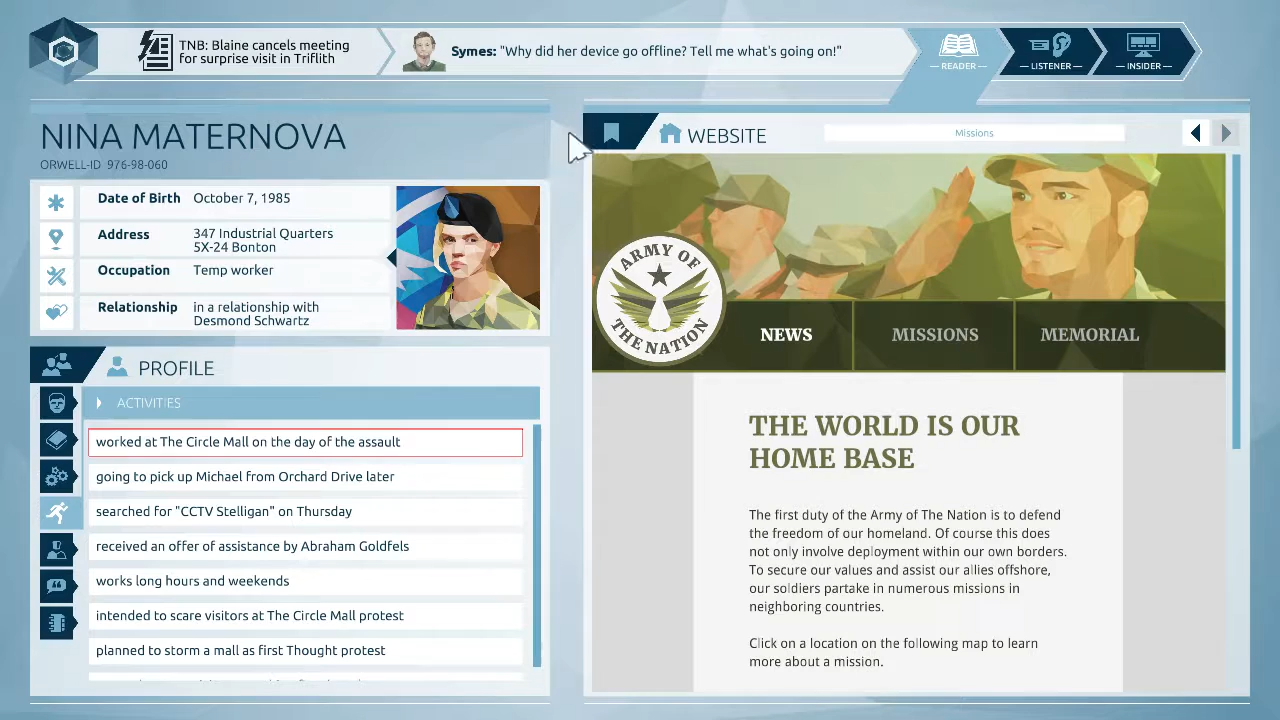 TNB: Blaine cancels meeting
for surprise visit in Triflith
Symes: "Why did her device go offline? Tell me what's going on!"
READER
LISTENER
INSIDER
NINA MATERNOVA
ORWELL-ID 976-98-060
Date of Birth October 7, 1985
Address 347 Industrial Quarters
5X-24 Bonton
Occupation Temp worker
Relationship in a relationship with
Desmond Schwartz
PROFILE
ACTIVITIES
worked at The Circle Mall on the day of the assault
going to pick up Michael from Orchard Drive later
searched for "CCTV Stelligan" on Thursday
received an offer of assistance by Abraham Goldfels
works long hours and weekends
intended to scare visitors at The Circle Mall protest
planned to storm a mall as first Thought protest
WEBSITE
Missions
ARMY OF
THE NATION
NEWS
MISSIONS
MEMORIAL
THE WORLD IS OUR
HOME BASE
The first duty of the Army of The Nation is to defend
the freedom of our homeland. Of course this does
not only involve deployment within our own borders.
To secure our values and assist our allies offshore,
our soldiers partake in numerous missions in
neighboring countries.
Click on a location on the following map to learn
more about a mission.